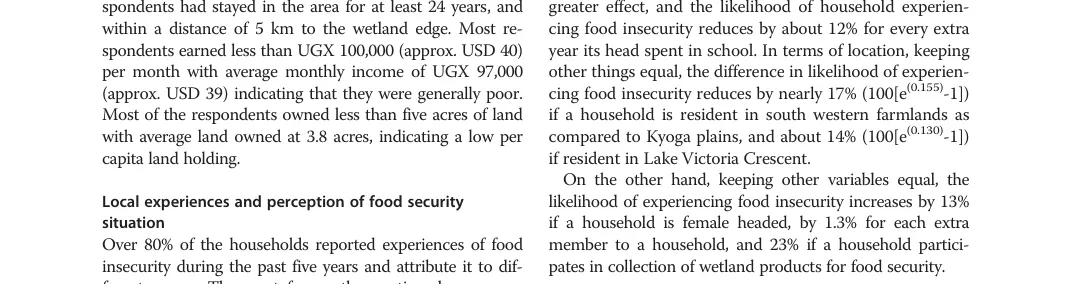 spondents had stayed in the area for at least 24 years, and
within a distance of 5 km to the wetland edge. Most re-
spondents earned less than UGX 100,000 (approx. USD 40)
per month with average monthly income of UGX 97,000
(approx. USD 39) indicating that they were generally poor.
Most of the respondents owned less than five acres of land
with average land owned at 3.8 acres, indicating a low per
capita land holding.
Local experiences and perception of food security
situation
Over 80% of the households reported experiences of food
insecurity during the past five years and attribute it to dif-
greater effect, and the likelihood of household experien-
cing food insecurity reduces by about 12% for every extra
year its head spent in school. In terms of location, keeping
other things equal, the difference in likelihood of experien-
cing food insecurity reduces by nearly 17% (100[e^(0.155)-1])
if a household is resident in south western farmlands as
compared to Kyoga plains, and about 14% (100[e^(0.130)-1])
if resident in Lake Victoria Crescent.
On the other hand, keeping other variables equal, the
likelihood of experiencing food insecurity increases by 13%
if a household is female headed, by 1.3% for each extra
member to a household, and 23% if a household partici-
pates in collection of wetland products for food security.